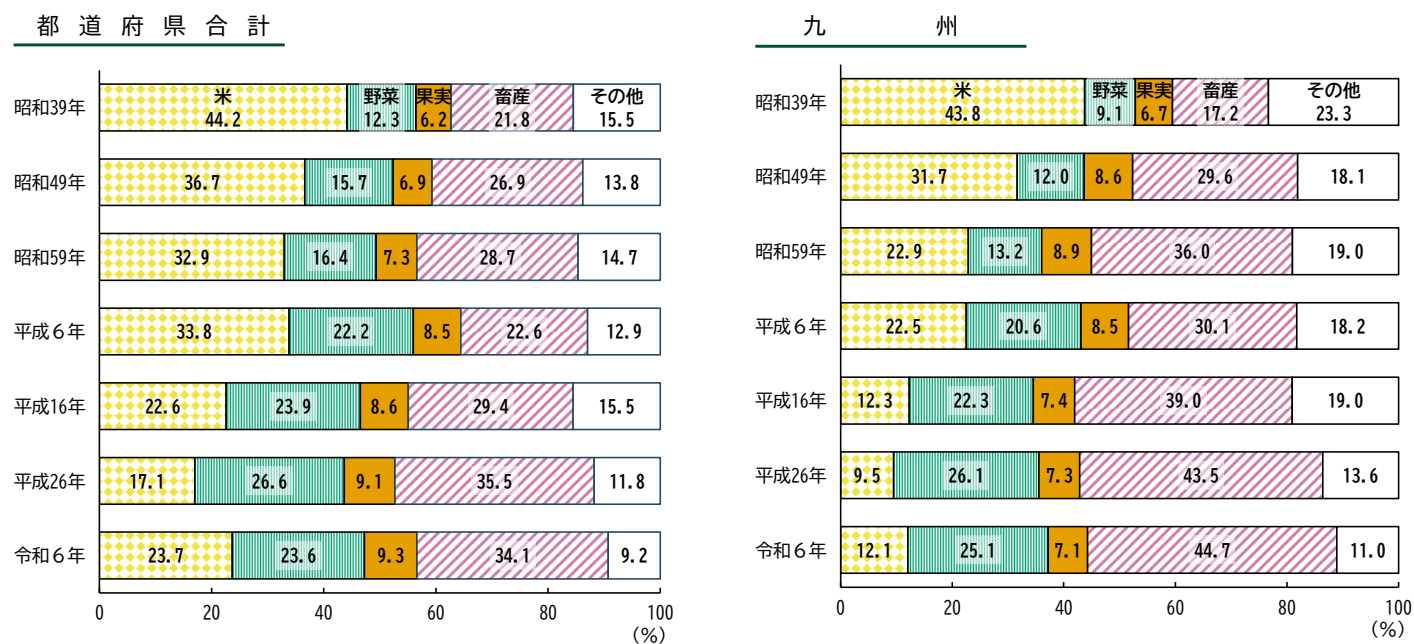 都道府県合計
昭和39年 米 44.2 野菜 12.3 果実 6.2 畜産 21.8 その他 15.5
昭和49年 36.7 15.7 6.9 26.9 13.8
昭和59年 32.9 16.4 7.3 28.7 14.7
平成6年 33.8 22.2 8.5 22.6 12.9
平成16年 22.6 23.9 8.6 29.4 15.5
平成26年 17.1 26.6 9.1 35.5 11.8
令和6年 23.7 23.6 9.3 34.1 9.2
0 20 40 60 80 100
(%)
九州
昭和39年 米 43.8 野菜 9.1 果実 6.7 畜産 17.2 その他 23.3
昭和49年 31.7 12.0 8.6 29.6 18.1
昭和59年 22.9 13.2 8.9 36.0 19.0
平成6年 22.5 20.6 8.5 30.1 18.2
平成16年 12.3 22.3 7.4 39.0 19.0
平成26年 9.5 26.1 7.3 43.5 13.6
令和6年 12.1 25.1 7.1 44.7 11.0
0 20 40 60 80 100
(%)